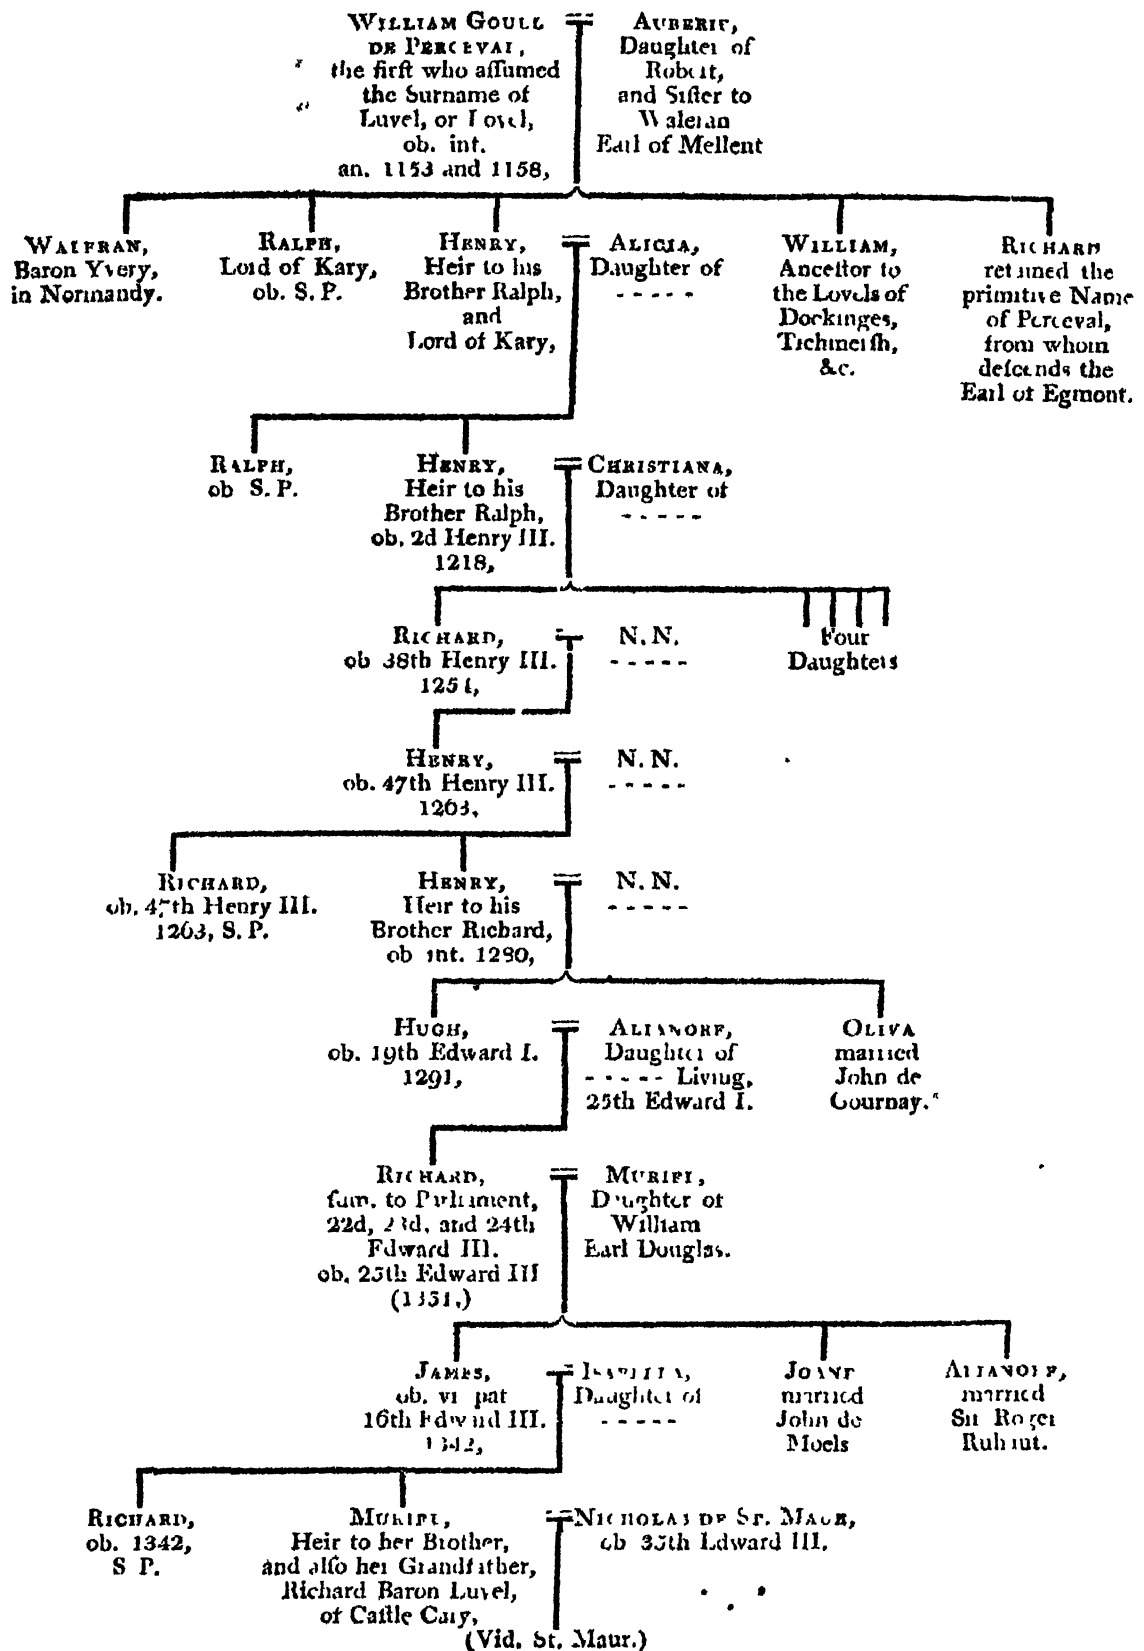 WILLIAM GOUEL
DE PERCEVAL,
the firſt who aſſumed
the Surname of
Luvel, or Lovel,
ob. int.
an. 1153 and 1158,
AUBERIE,
Daughter of
Robert,
and Siſter to
Waleran
Earl of Mellent
WALFRAN,
Baron Yvery,
in Normandy.
RALPH,
Lord of Kary,
ob. S. P.
HENRY,
Heir to his
Brother Ralph,
and
Lord of Kary,
ALICIA,
Daughter of
- - - - -
WILLIAM,
Anceſtor to
the Lovels of
Dockinges,
Tichmerſh,
&c.
RICHARD
retained the
primitive Name
of Perceval,
from whom
deſcends the
Earl of Egmont.
RALPH,
ob S. P.
HENRY,
Heir to his
Brother Ralph,
ob. 2d Henry III.
1218,
CHRISTIANA,
Daughter of
- - - - -
RICHARD,
ob 38th Henry III.
1254,
N. N.
- - - - -
Four
Daughters
HENRY,
ob. 47th Henry III.
1263,
N. N.
- - - - -
RICHARD,
ob. 47th Henry III.
1263, S. P.
HENRY,
Heir to his
Brother Richard,
ob int. 1280,
N. N.
- - - - -
HUGH,
ob. 19th Edward I.
1291,
ALIANORE,
Daughter of
- - - - - Living,
25th Edward I.
OLIVA
married
John de
Gournay.
RICHARD,
ſum. to Parliament,
22d, 23d, and 24th
Edward III.
ob. 25th Edward III
(1351.)
MURIEL,
Daughter of
William
Earl Douglas.
JAMES,
ob. vi. pat
16th Edward III.
1342,
ISABELLA,
Daughter of
- - - - -
JOANE
married
John de
Moels
ALIANORE,
married
Sir Roger
Ruhaut.
RICHARD,
ob. 1342,
S P.
MURIEL,
Heir to her Brother,
and alſo her Grandfather,
Richard Baron Luvel,
of Caſtle Cary,
NICHOLAS DE St. MAUR,
ob 35th Edward III.
(Vid. St. Maur.)